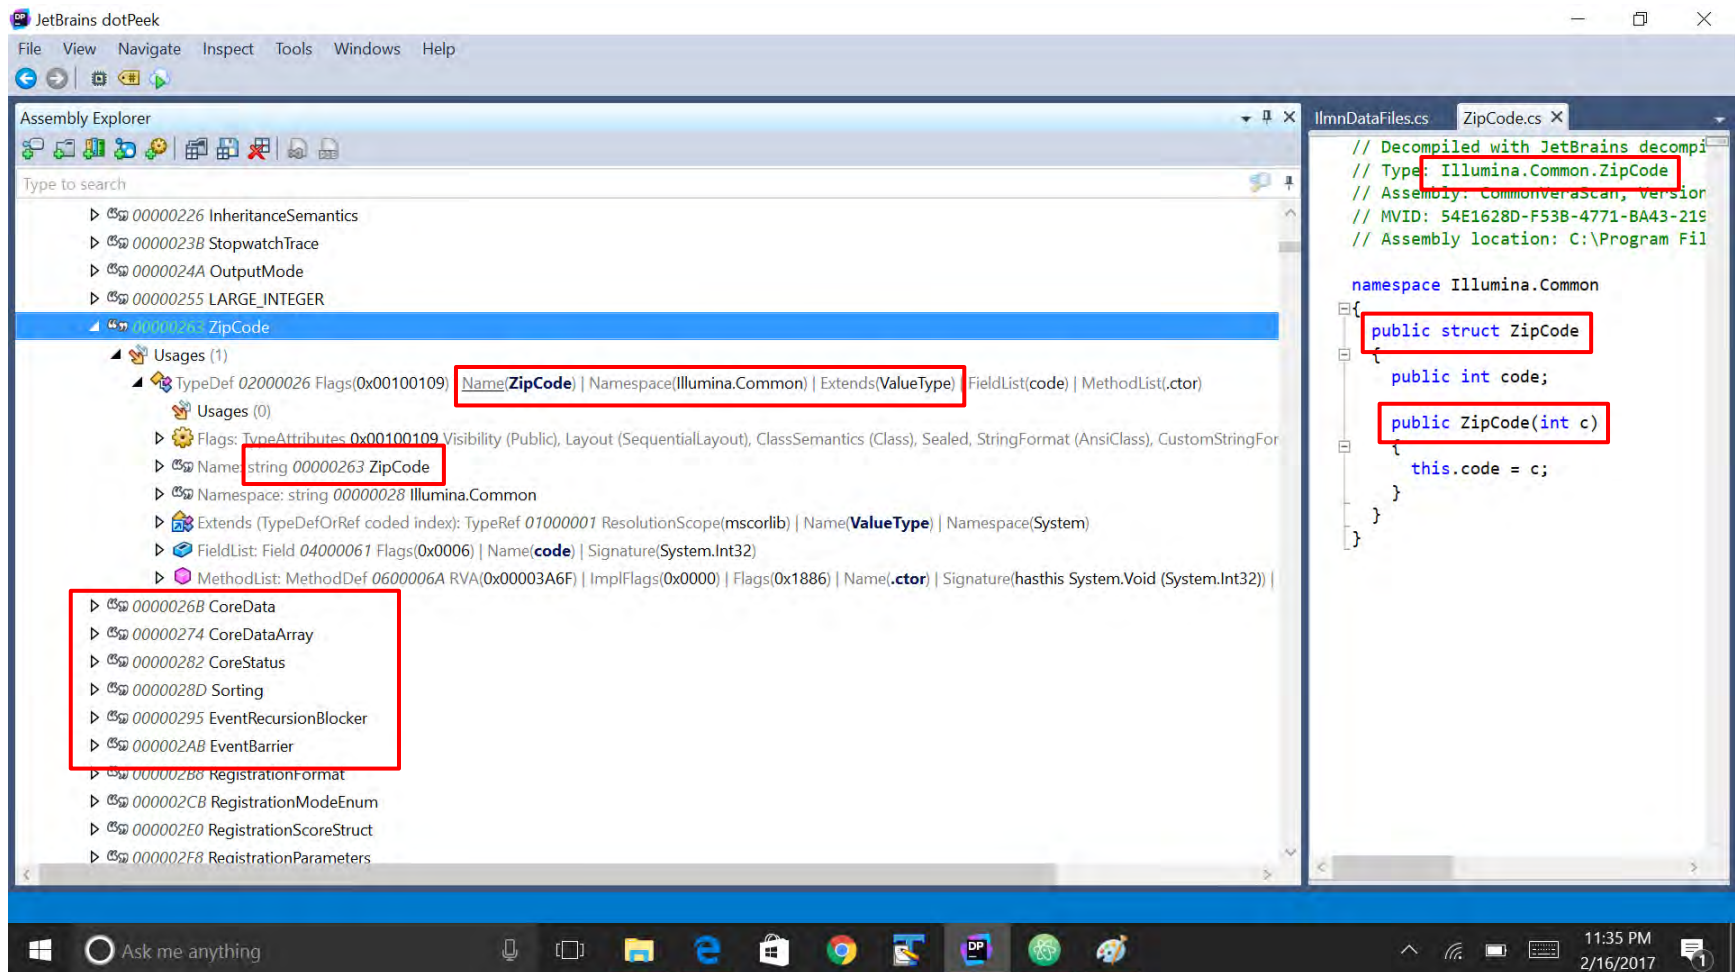 JetBrains dotPeek
File View Navigate Inspect Tools Windows Help
Assembly Explorer
Type to search
00000226 InheritanceSemantics
0000023B StopwatchTrace
0000024A OutputMode
00000255 LARGE_INTEGER
00000263 ZipCode
Usages (1)
TypeDef 02000026 Flags(0x00100109) Name(ZipCode) | Namespace(Illumina.Common) | Extends(ValueType) | FieldList(code) | MethodList(.ctor)
Usages (0)
Flags: TypeAttributes 0x00100109 Visibility (Public), Layout (SequentialLayout), ClassSemantics (Class), Sealed, StringFormat (AnsiClass), CustomStringFor
Name: string 00000263 ZipCode
Namespace: string 00000028 Illumina.Common
Extends (TypeDefOrRef coded index): TypeRef 01000001 ResolutionScope(mscorlib) | Name(ValueType) | Namespace(System)
FieldList: Field 04000061 Flags(0x0006) | Name(code) | Signature(System.Int32)
MethodList: MethodDef 0600006A RVA(0x00003A6F) | ImplFlags(0x0000) | Flags(0x1886) | Name(.ctor) | Signature(hasthis System.Void (System.Int32)) |
0000026B CoreData
00000274 CoreDataArray
00000282 CoreStatus
0000028D Sorting
00000295 EventRecursionBlocker
000002AB EventBarrier
000002B8 RegistrationFormat
000002CB RegistrationModeEnum
000002E0 RegistrationScoreStruct
000002F8 RegistrationParameters
IlmnDataFiles.cs ZipCode.cs
// Decompiled with JetBrains decompi
// Type: Illumina.Common.ZipCode
// Assembly: CommonVeraScan, Version
// MVID: 54E1628D-F53B-4771-BA43-219
// Assembly location: C:\Program Fil
namespace Illumina.Common
{
public struct ZipCode
{
public int code;
public ZipCode(int c)
{
this.code = c;
}
}
}
Ask me anything
DP
11:35 PM
2/16/2017
1